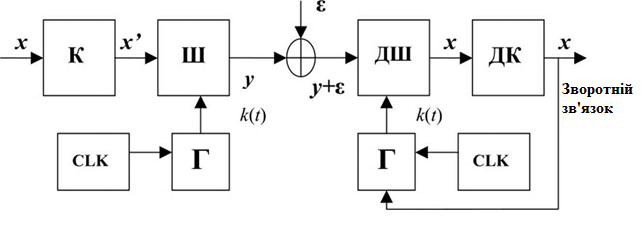 ε
x
К
x’
Ш
y
y+ε
ДШ
x
ДК
x
Зворотній
зв'язок
k(t)
k(t)
CLK
Г
Г
CLK